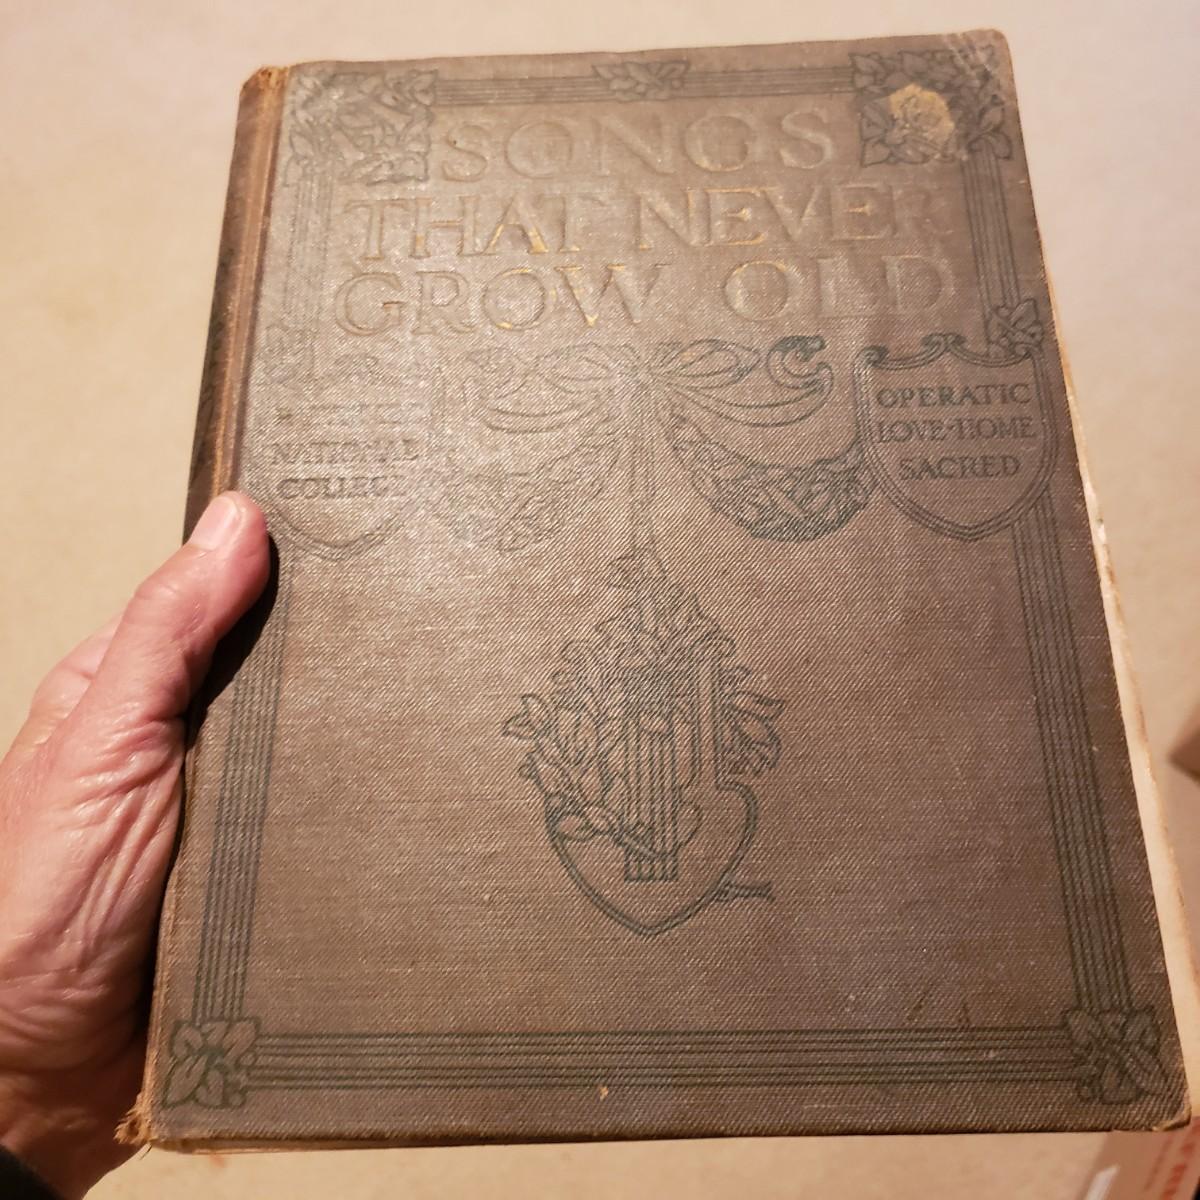 SONGS
THAT NEVER
GROW OLD
NATIONAL
COLLEGE
OPERATIC
LOVE·HOME
SACRED